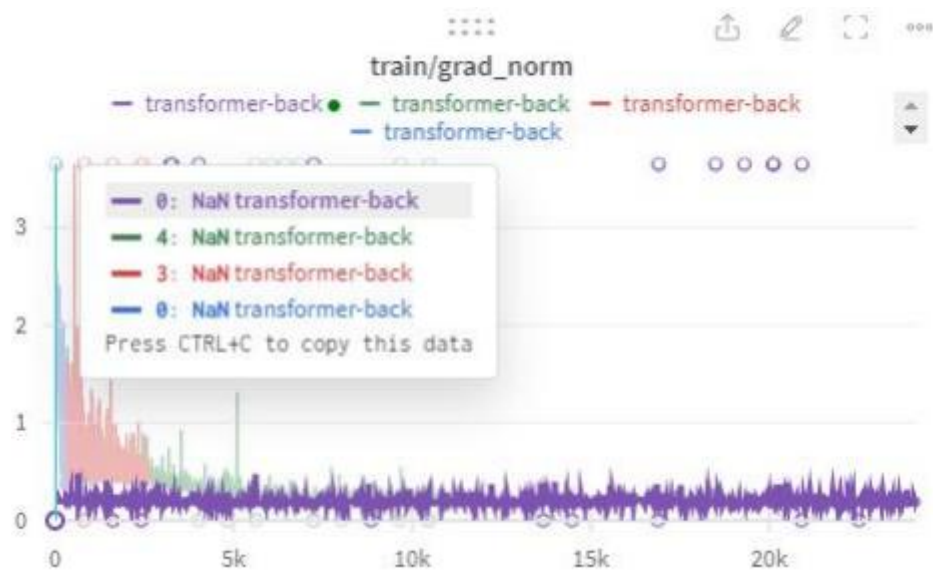 train/grad_norm
transformer-back transformer-back transformer-back
transformer-back
0: NaN transformer-back
4: NaN transformer-back
3: NaN transformer-back
0: NaN transformer-back
Press CTRL+C to copy this data
3
2
1
0
0 5k 10k 15k 20k